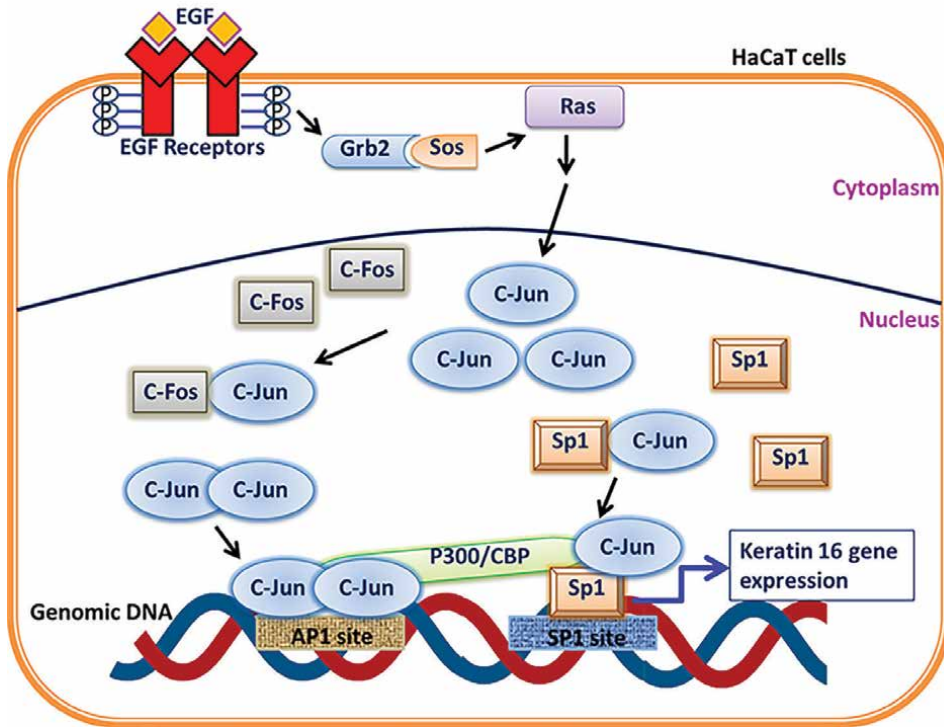 EGF
HaCaT cells
P
P
P
P
P
P
EGF Receptors
Grb2
Sos
Ras
Cytoplasm
C-Fos
C-Fos
C-Jun
Nucleus
C-Jun
C-Jun
Sp1
C-Fos
C-Jun
Sp1
C-Jun
Sp1
C-Jun
C-Jun
P300/CBP
C-Jun
Keratin 16 gene
expression
C-Jun
C-Jun
Sp1
Genomic DNA
AP1 site
SP1 site